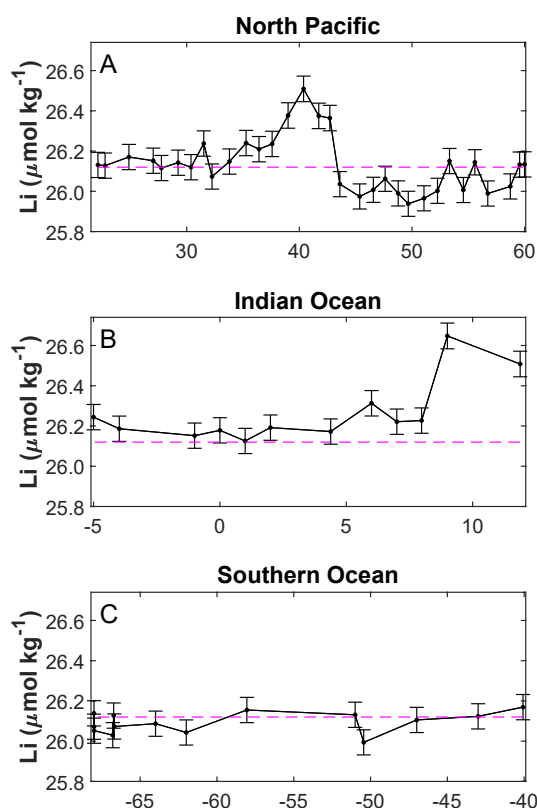 North Pacific
A
26.6
26.4
26.2
26.0
25.8
Li (μmol kg⁻¹)
30 40 50 60
Indian Ocean
B
26.6
26.4
26.2
26.0
25.8
Li (μmol kg⁻¹)
-5 0 5 10
Southern Ocean
C
26.6
26.4
26.2
26.0
25.8
Li (μmol kg⁻¹)
-65 -60 -55 -50 -45 -40